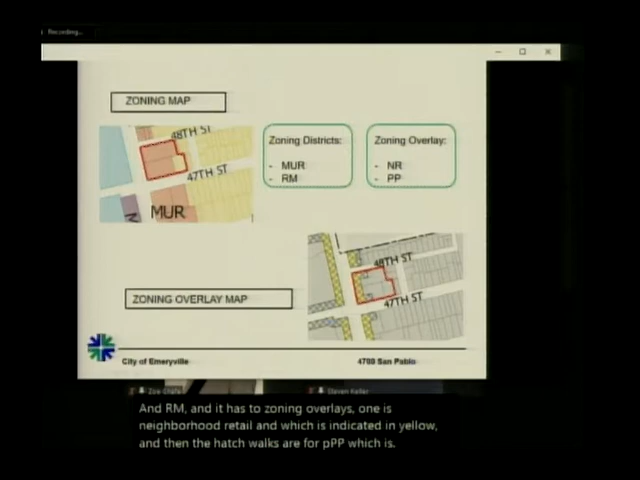 Recording...
ZONING MAP
48TH ST
47TH ST
MUR
Zoning Districts:
- MUR
- RM
Zoning Overlay:
- NR
- PP
48TH ST
47TH ST
ZONING OVERLAY MAP
City of Emeryville
4700 San Pablo
Steven Keller
And RM, and it has to zoning overlays, one is
neighborhood retail and which is indicated in yellow,
and then the hatch walks are for pPP which is.